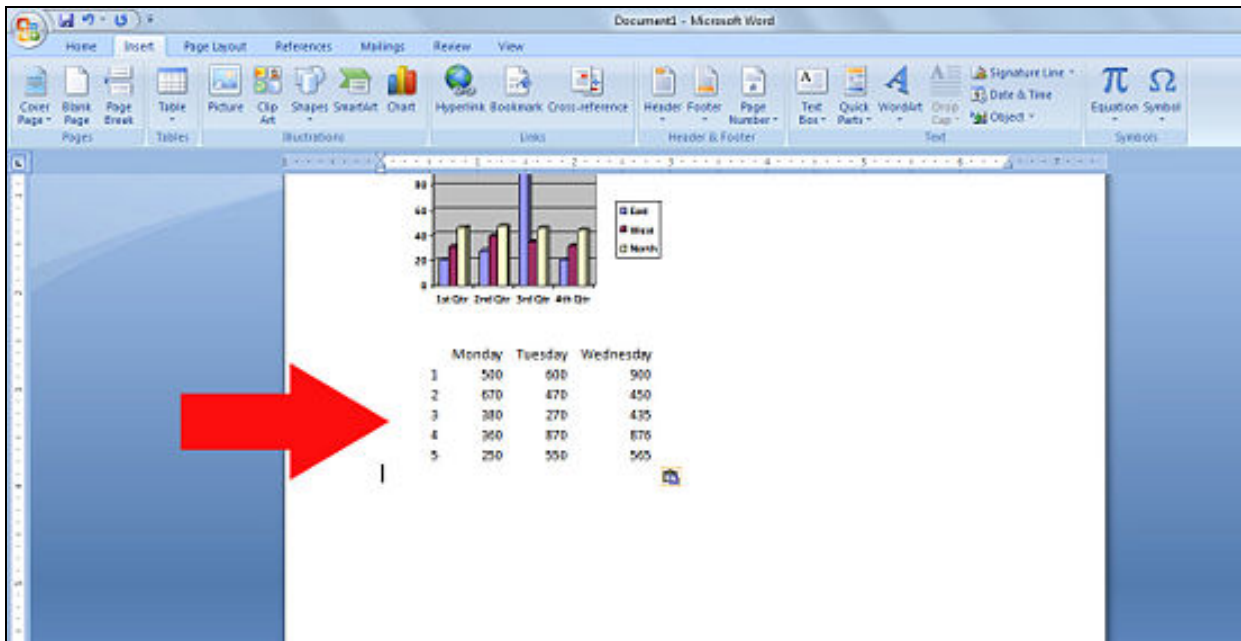 Document1 - Microsoft Word
Home Insert Page Layout References Mailings Review View
Cover Page Blank Page Page Break Table Picture Clip Art Shapes SmartArt Chart Hyperlink Bookmark Cross-reference Header Footer Page Number Text Box Quick Parts WordArt Drop Cap Signature Line Date & Time Object Equation Symbol
Pages Tables Illustrations Links Header & Footer Text Symbols
80
60
40
20
0
1st Qtr 2nd Qtr 3rd Qtr 4th Qtr
East
West
North
Monday Tuesday Wednesday
1 500 600 900
2 670 470 450
3 380 270 435
4 360 870 876
5 250 550 565